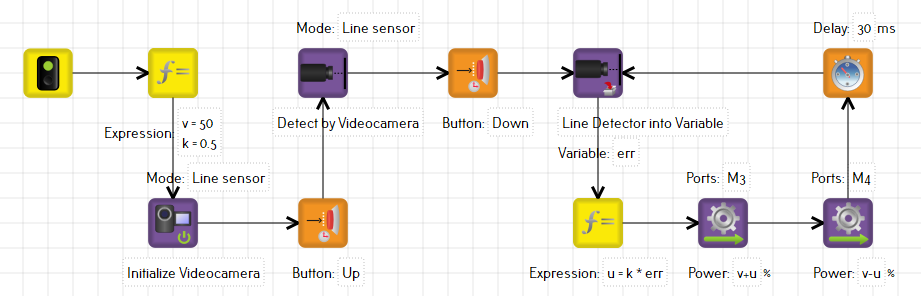 Mode: Line sensor
Delay: 30 ms
Expression:
v = 50
k = 0.5
Detect by Videocamera
Button: Down
Line Detector into Variable
Variable: err
Mode: Line sensor
Ports: M3
Ports: M4
Initialize Videocamera
Button: Up
Expression: u = k * err
Power: v+u %
Power: v-u %